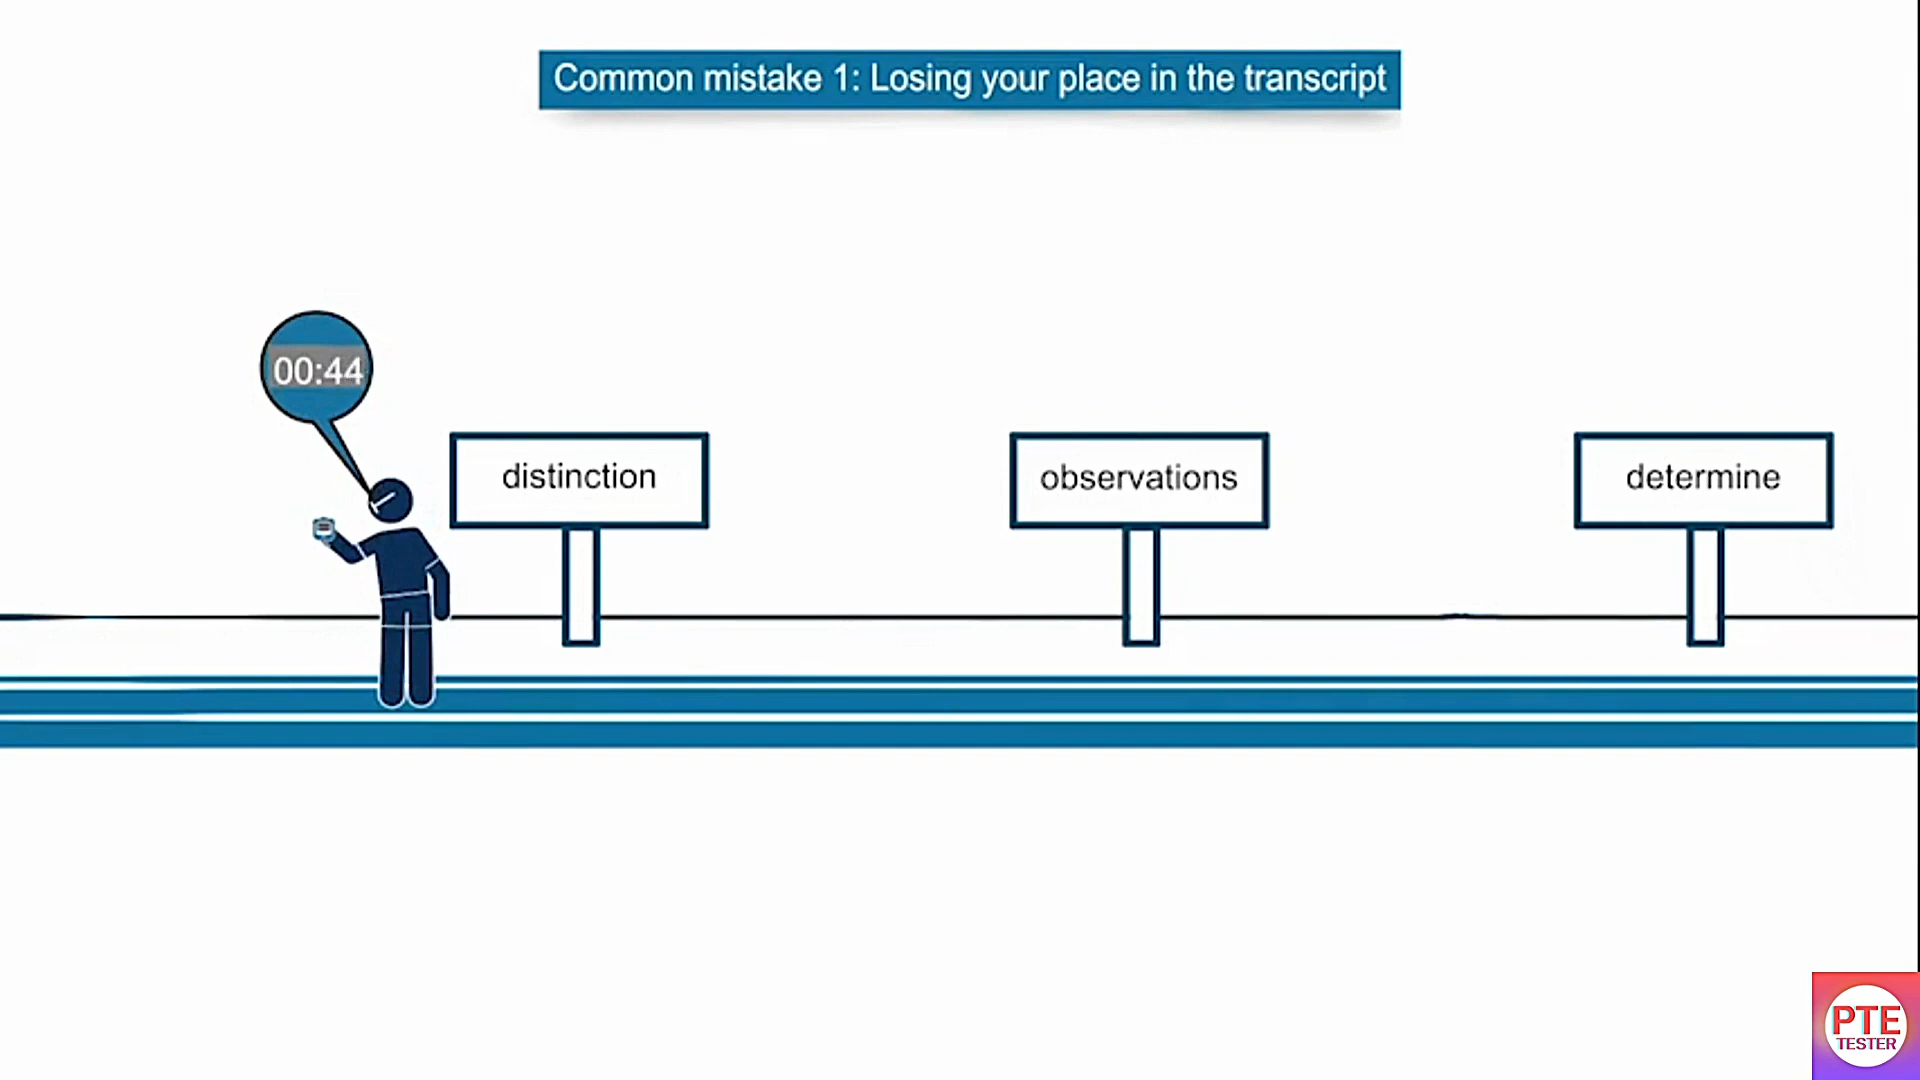 Common mistake 1: Losing your place in the transcript
00:44
distinction
observations
determine
PTE
TESTER